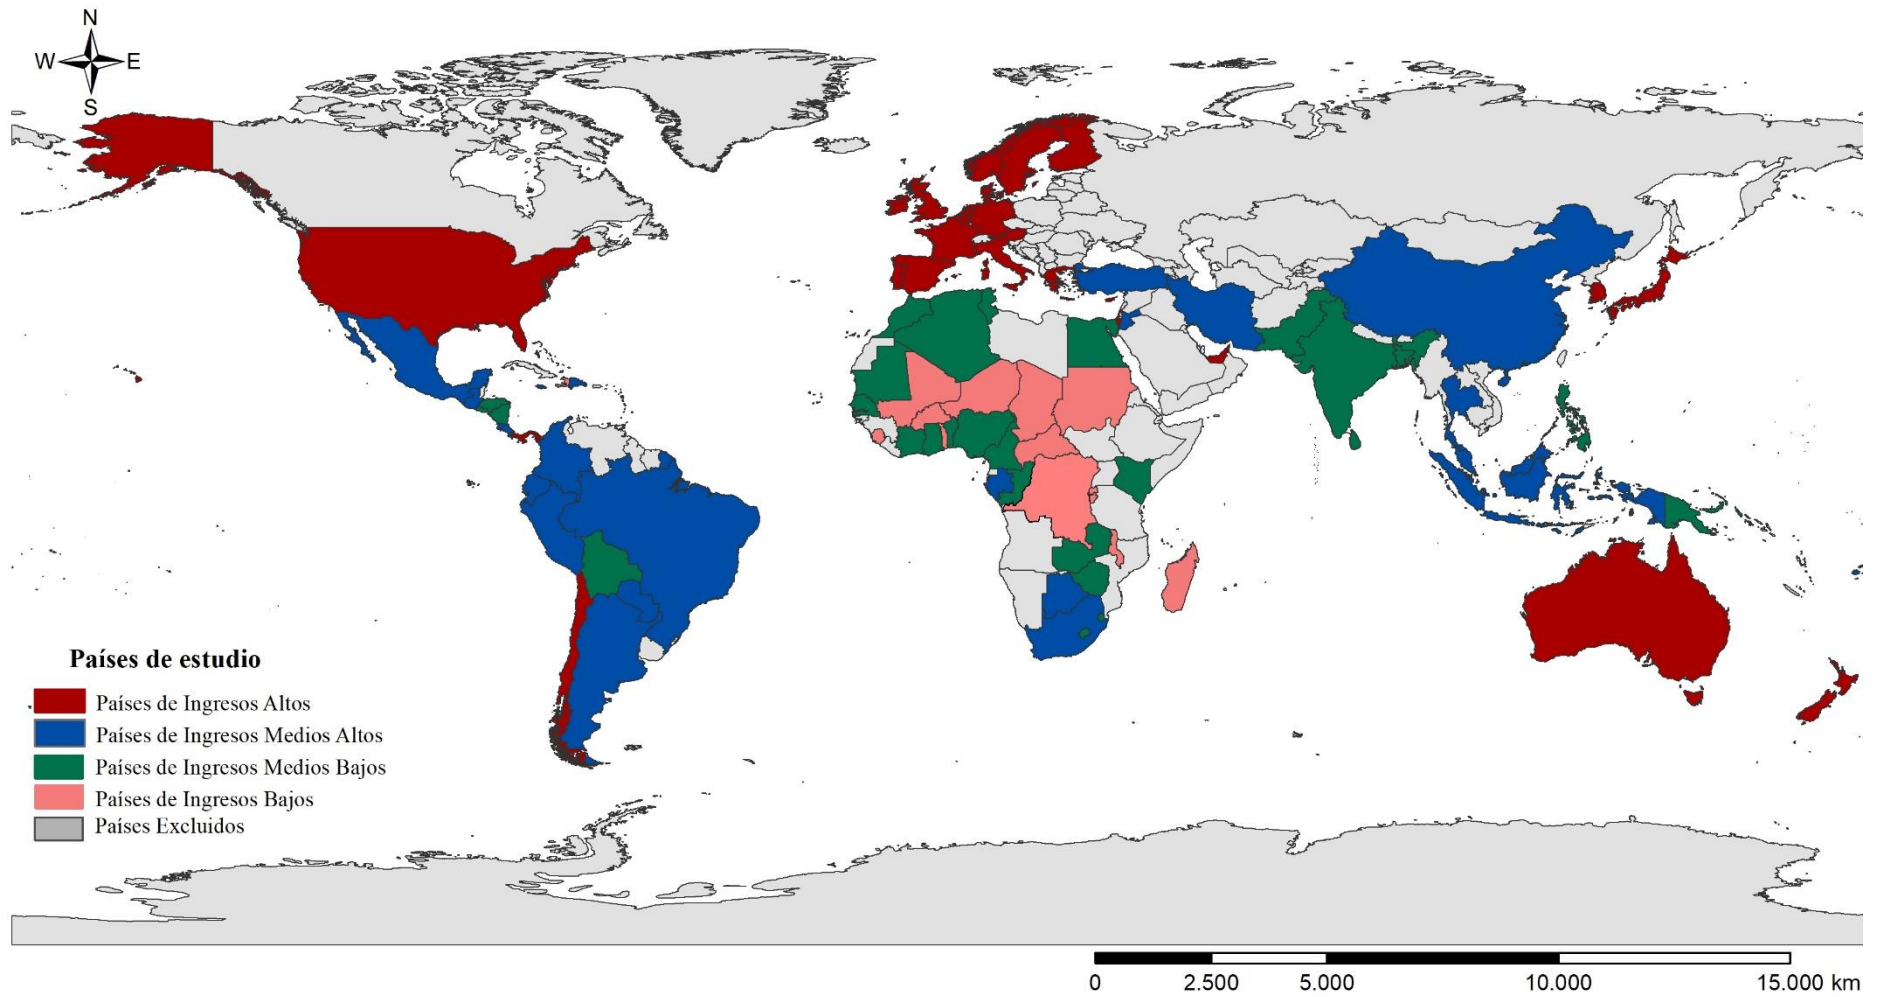 N
W E
S
Países de estudio
Países de Ingresos Altos
Países de Ingresos Medios Altos
Países de Ingresos Medios Bajos
Países de Ingresos Bajos
Países Excluidos
0 2.500 5.000 10.000 15.000 km